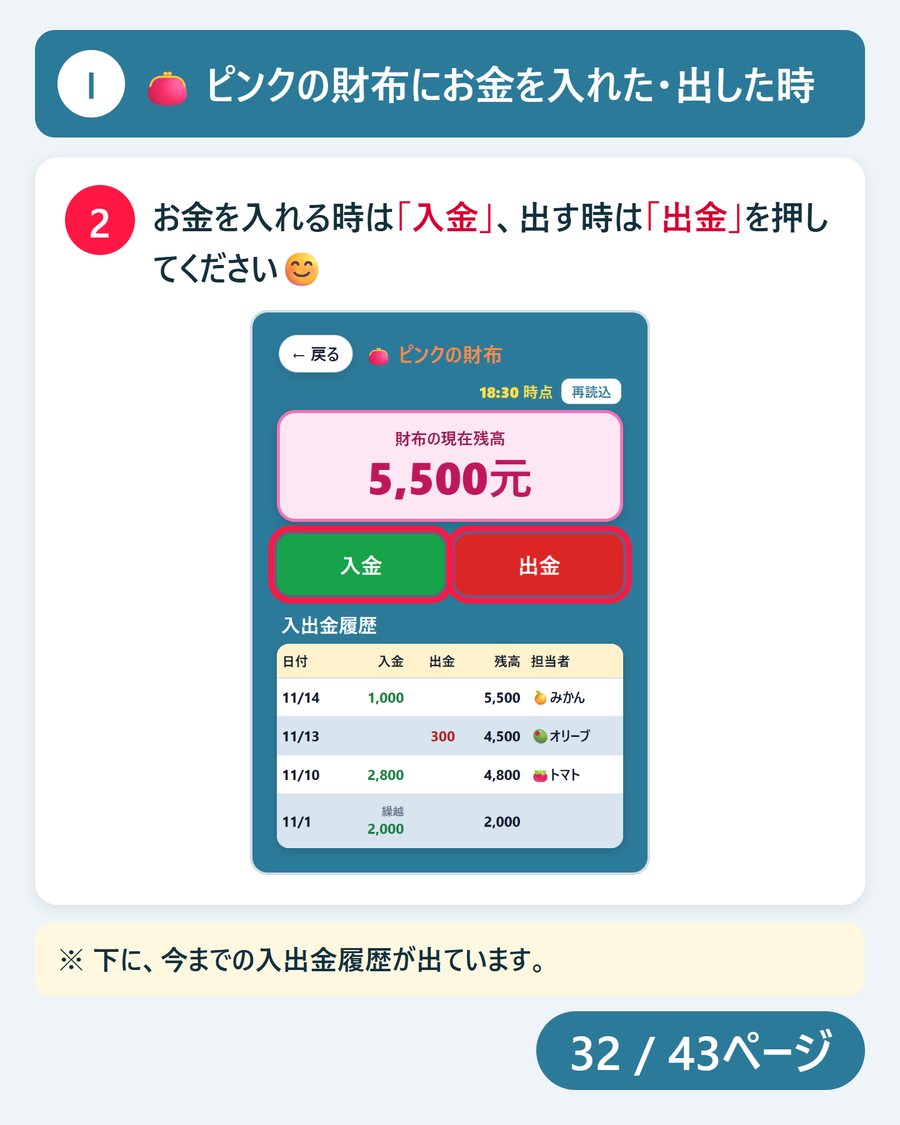 1 ピンクの財布にお金を入れた・出した時
2 お金を入れる時は「入金」、出す時は「出金」を押し
てください
← 戻る ピンクの財布
18:30 時点 再読込
財布の現在残高
5,500元
入金 出金
入出金履歴
日付 入金 出金 残高 担当者
11/14 1,000 5,500 みかん
11/13 300 4,500 オリーブ
11/10 2,800 4,800 トマト
繰越
11/1 2,000 2,000
※ 下に、今までの入出金履歴が出ています。
32 / 43ページ